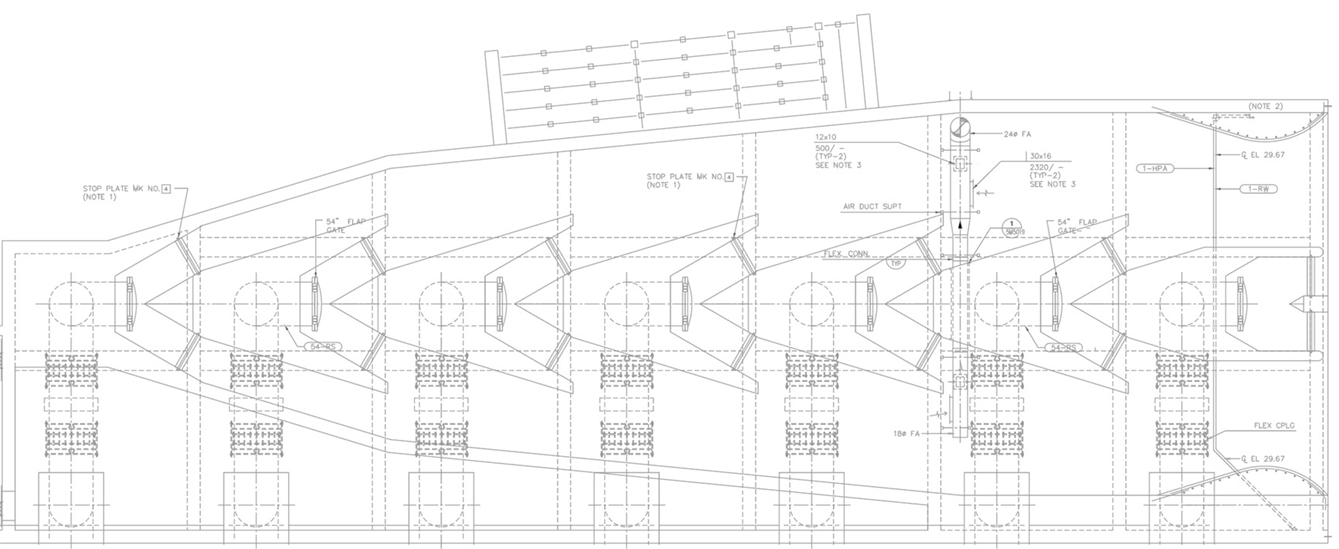 (NOTE 2)
24ø FA
12x10
500/ -
(TYP-2)
SEE NOTE 3
30x16
2320/ -
(TYP-2)
SEE NOTE 3
℄ EL 29.67
1-HPA
1-RW
STOP PLATE MK NO. 4
(NOTE 1)
STOP PLATE MK NO. 4
(NOTE 1)
AIR DUCT SUPT
54" FLAP
GATE
1
54" FLAP
GATE
FLEX CONN.
TYP
54-RS
54-RS
18ø FA
FLEX CPLG
℄ EL 29.67